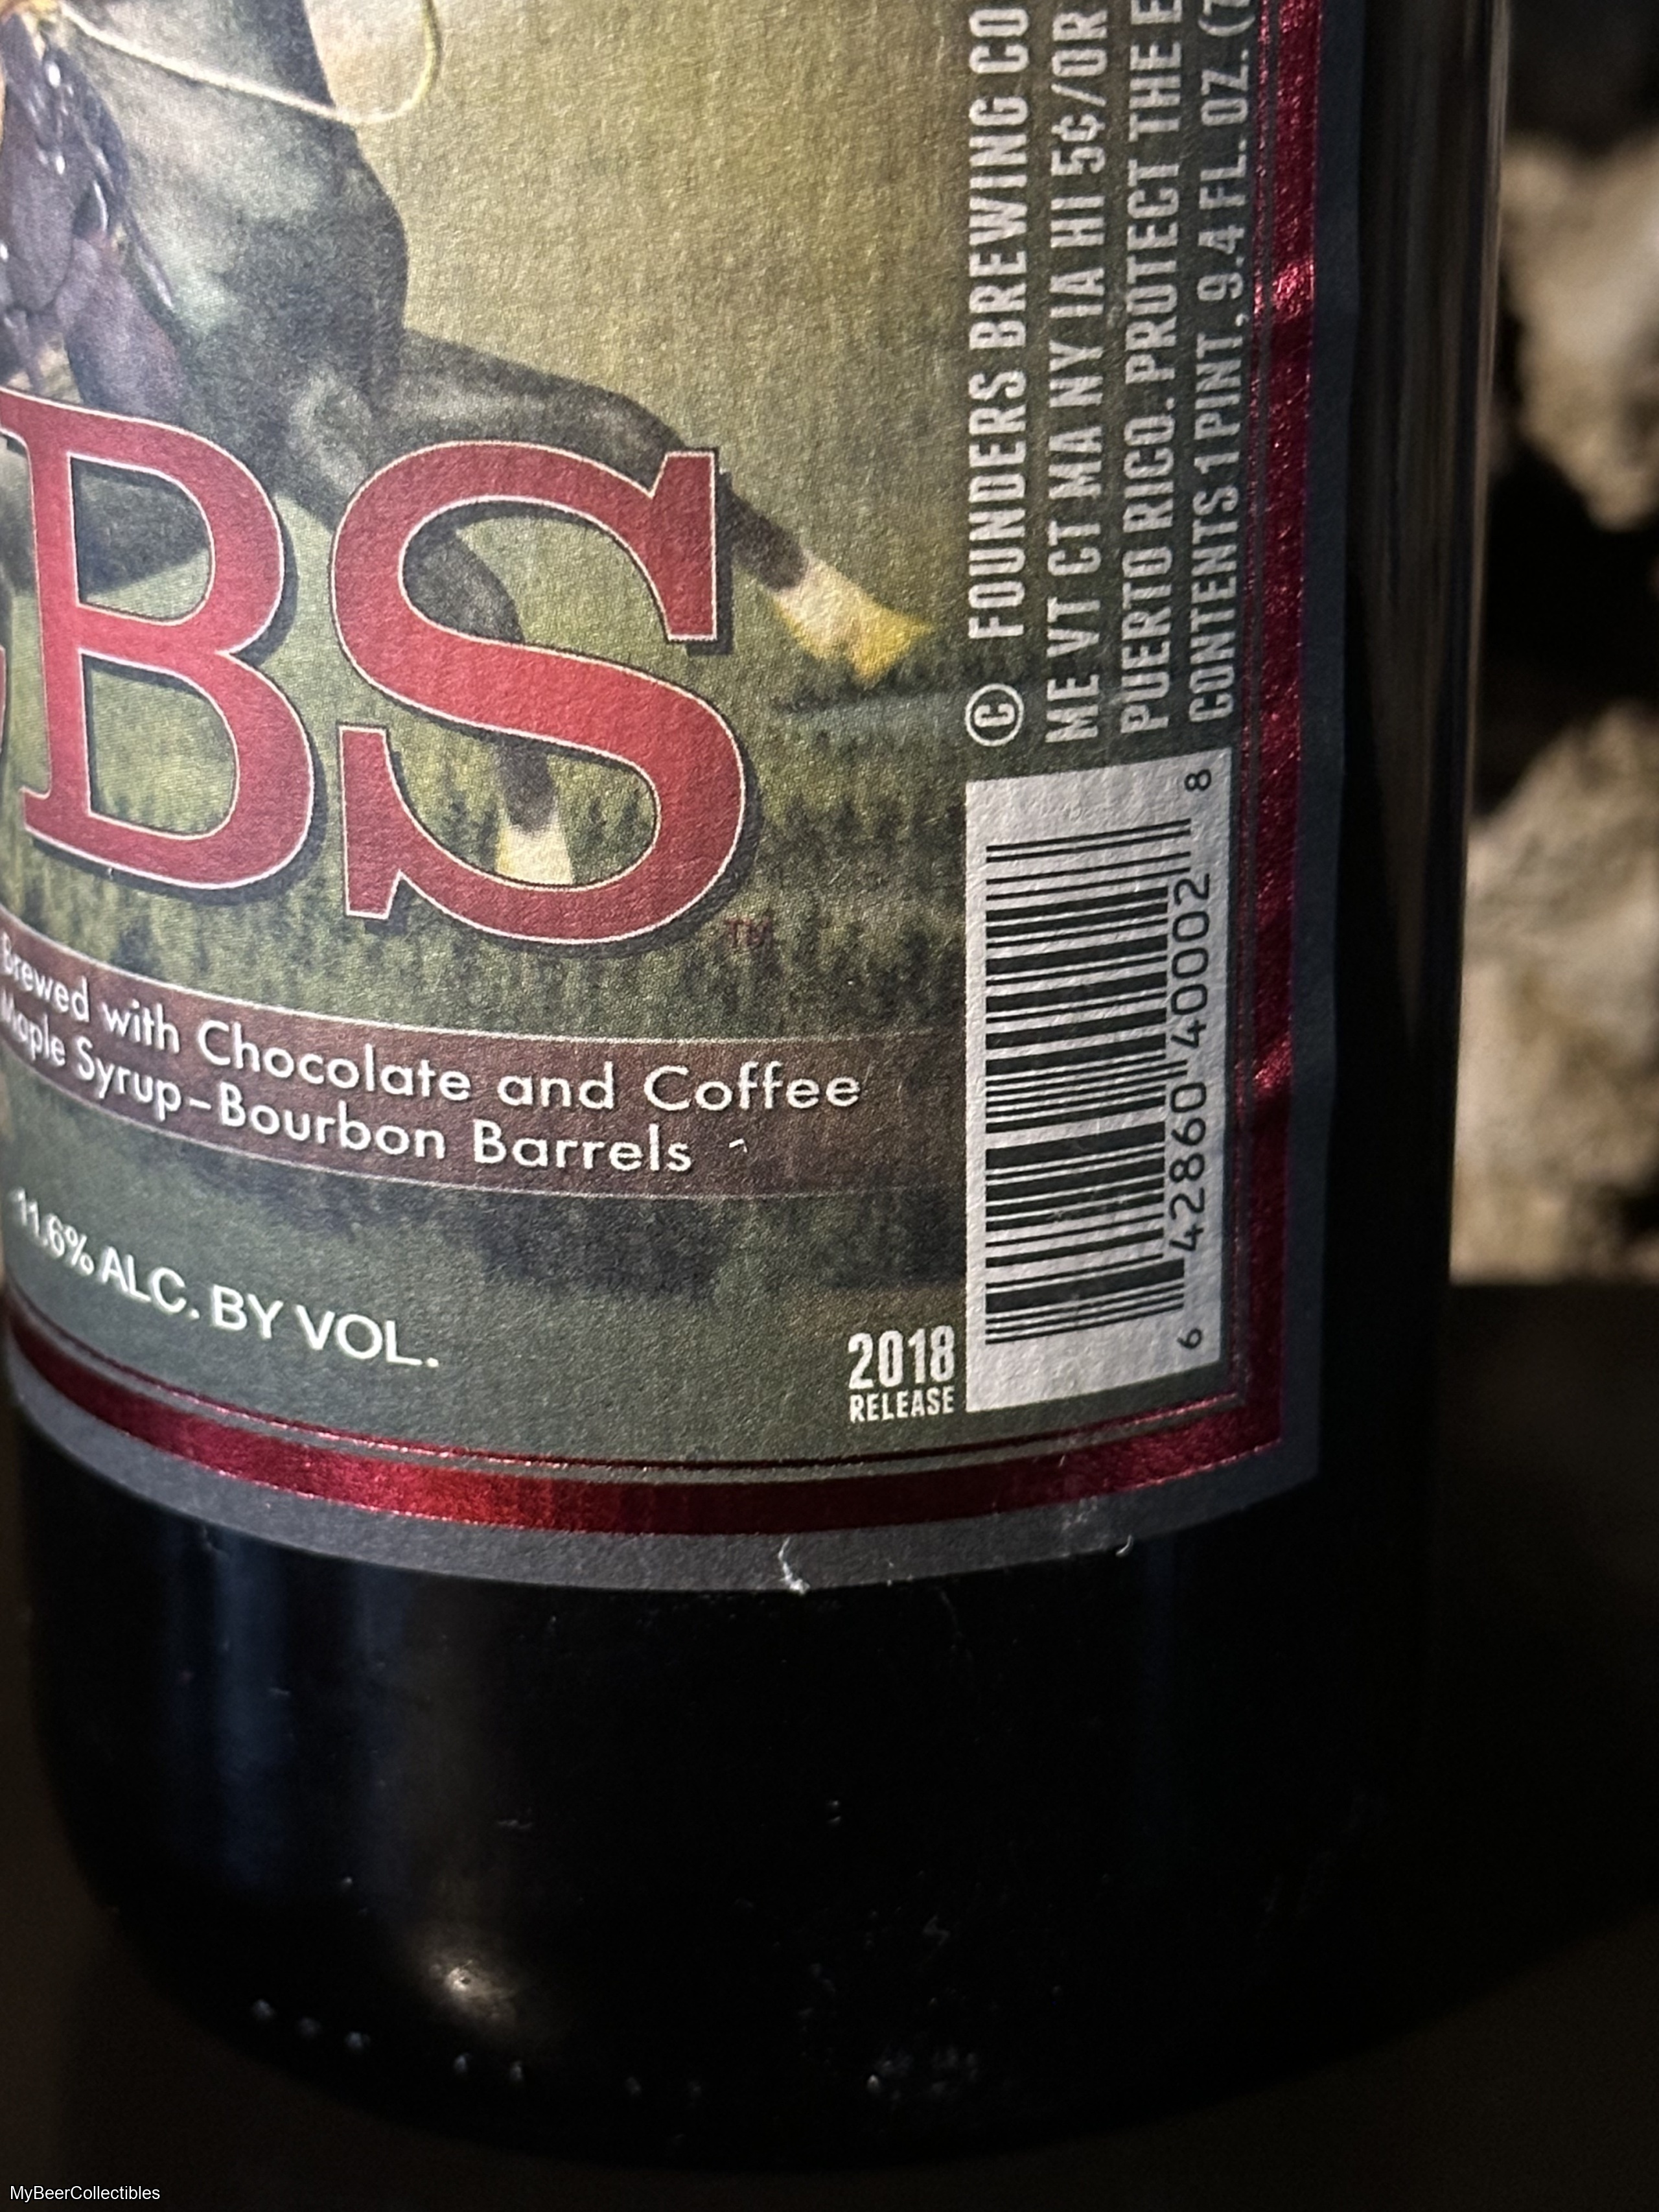 BS
TM
Brewed with Chocolate and Coffee
Maple Syrup-Bourbon Barrels
11.6% ALC. BY VOL.
2018
RELEASE
© FOUNDERS BREWING CO
ME VT CT MA NY IA HI 5¢/OR
PUERTO RICO. PROTECT THE E
CONTENTS 1 PINT, 9.4 FL. OZ. (7
6 42860 40002 8
MyBeerCollectibles